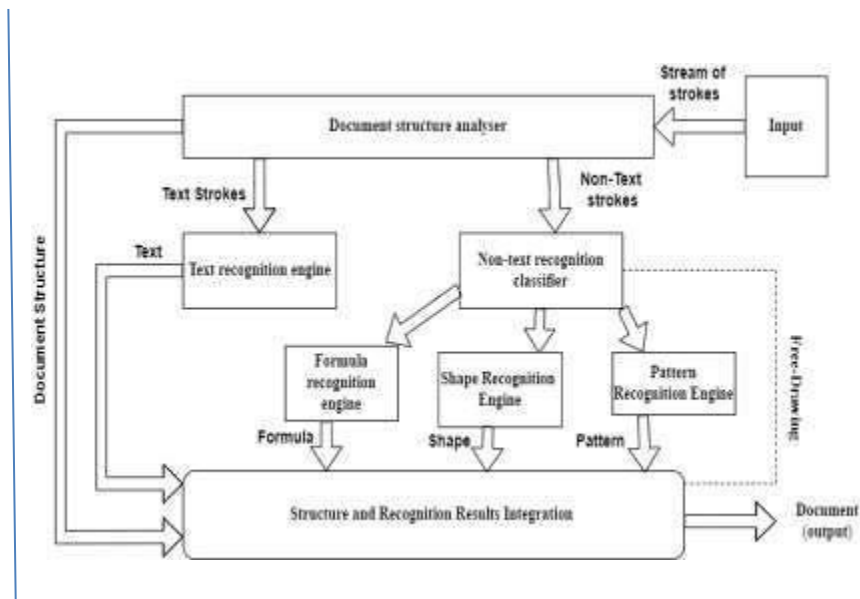 Stream of
strokes
Input
Document structure analyser
Text Strokes
Non-Text
strokes
Text
Text recognition engine
Non-text recognition
classifier
Document Structure
Free-Drawing
Formula
recognition
engine
Shape Recognition
Engine
Pattern
Recognition Engine
Formula
Shape
Pattern
Structure and Recognition Results Integration
Document
(output)